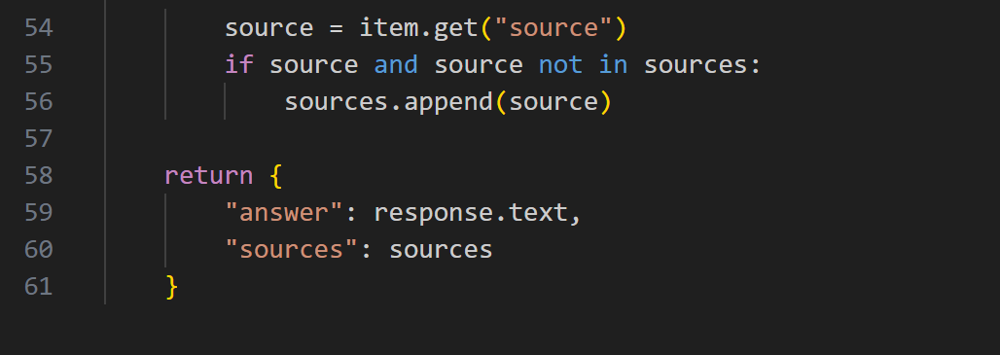 54 source = item.get("source")
55 if source and source not in sources:
56 sources.append(source)
57
58 return {
59 "answer": response.text,
60 "sources": sources
61 }